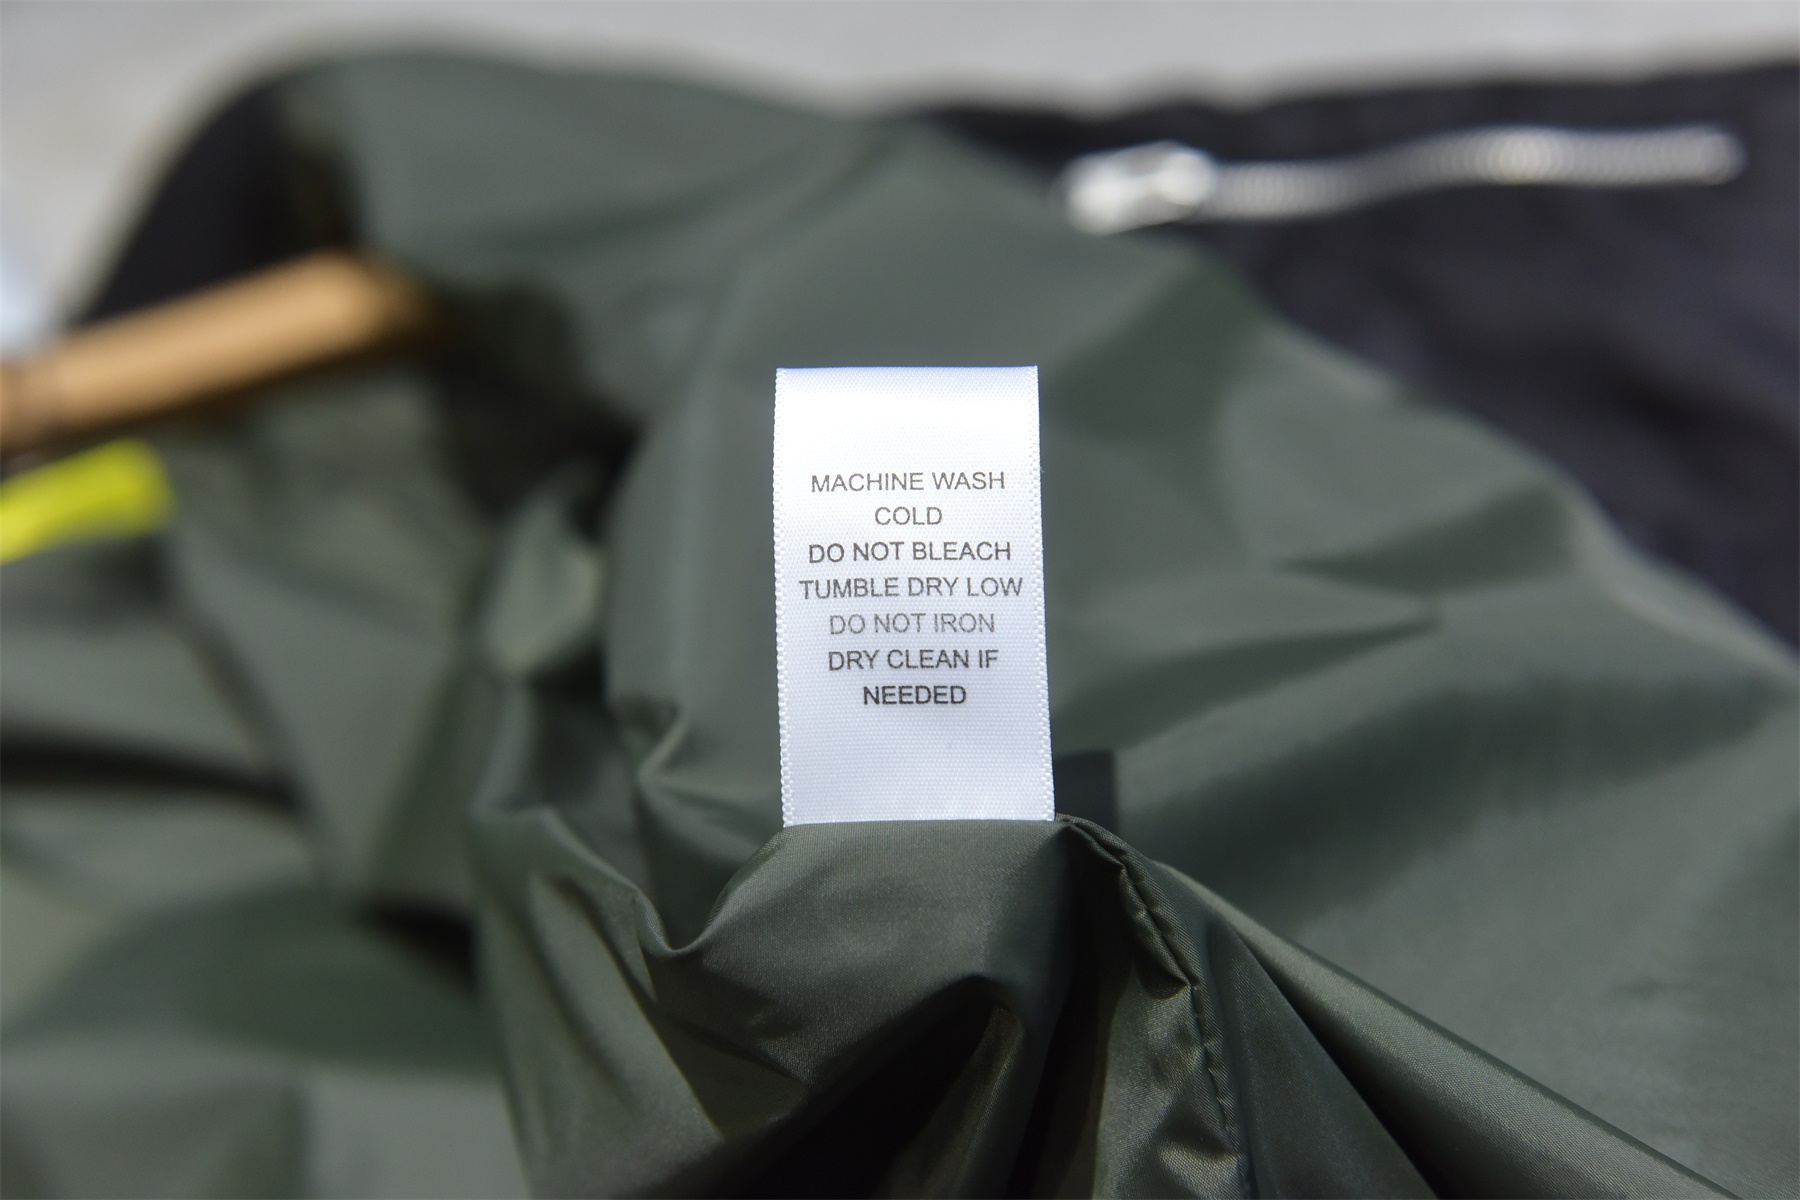 MACHINE WASH
COLD
DO NOT BLEACH
TUMBLE DRY LOW
DO NOT IRON
DRY CLEAN IF
NEEDED